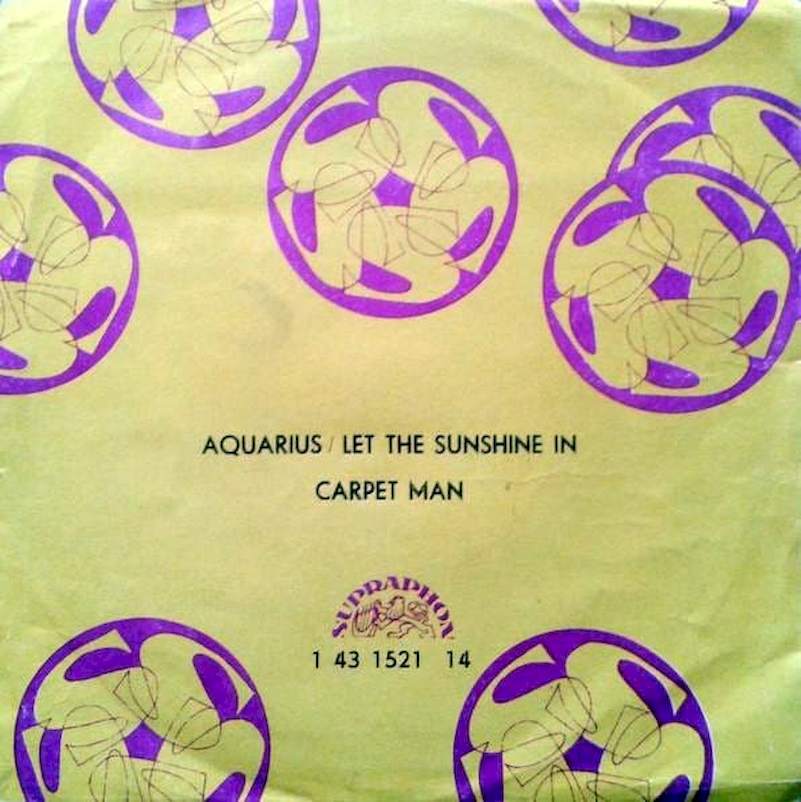 AQUARIUS / LET THE SUNSHINE IN
CARPET MAN
SUPRAPHON
1 43 1521 14